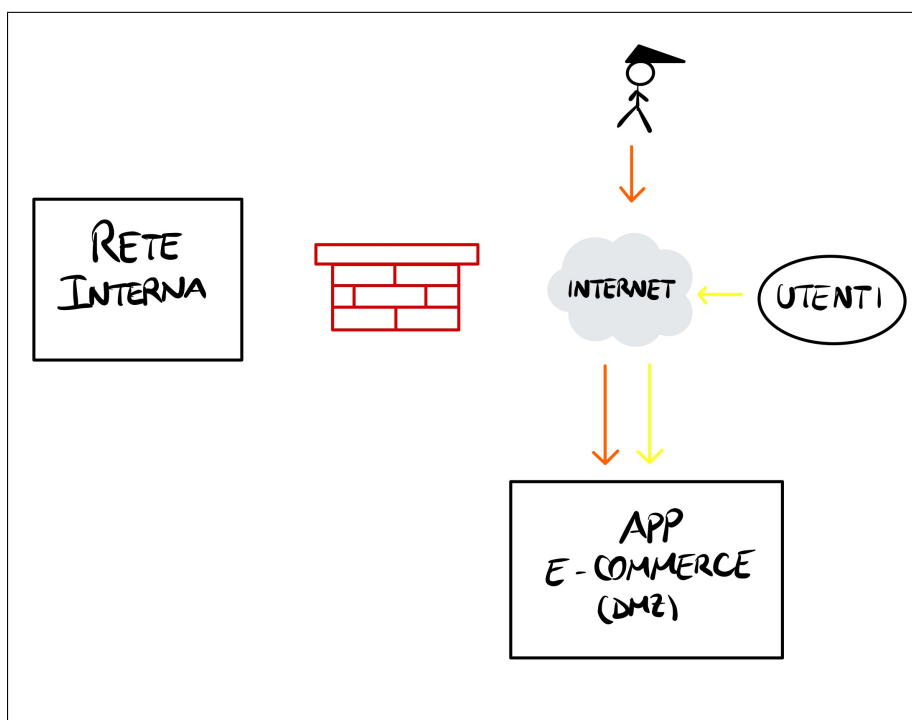 RETE
INTERNA
INTERNET
UTENTI
APP
E-COMMERCE
(DMZ)